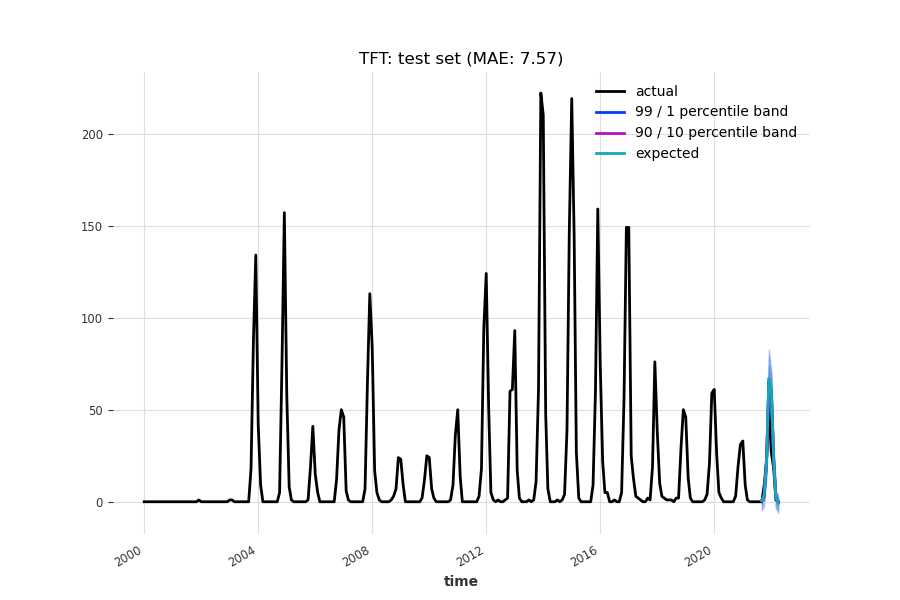 TFT: test set (MAE: 7.57)
actual
99 / 1 percentile band
90 / 10 percentile band
expected
200
150
100
50
0
2000
2004
2008
2012
2016
2020
time